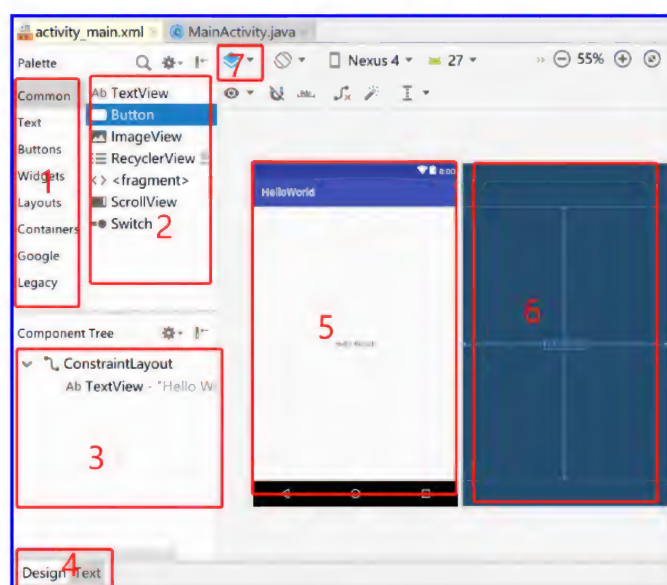 activity_main.xml MainActivity.java
Palette 7 Nexus 4 27 » 55%
Common
Text
Buttons
Widgets
Layouts
Containers
Google
Legacy
1
Ab TextView
Button
ImageView
RecyclerView
<> <fragment>
ScrollView
Switch
2
Component Tree
ConstraintLayout
Ab TextView - "Hello W
3
8:00
HelloWorld
5
6
Design Text
4